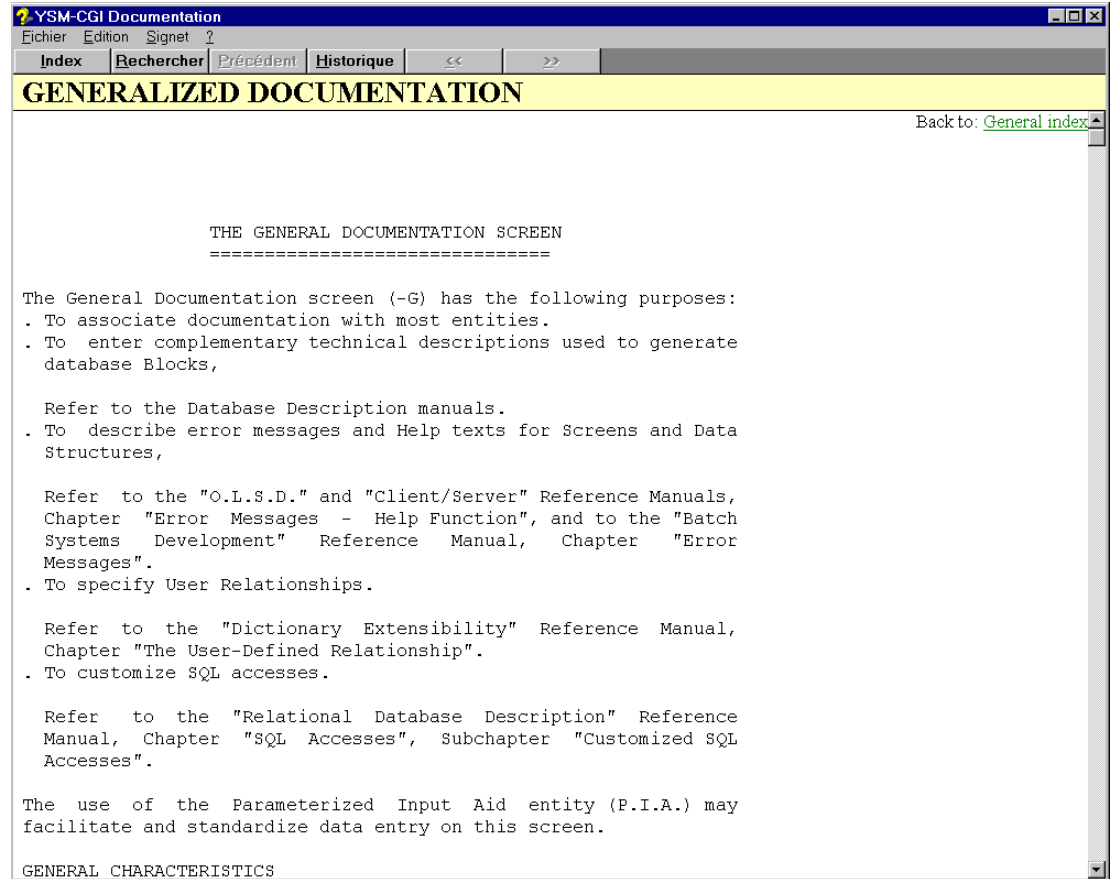 YSM-CGI Documentation
Fichier Edition Signet ?
Index Rechercher Précédent Historique << >>
GENERALIZED DOCUMENTATION
Back to: General index
THE GENERAL DOCUMENTATION SCREEN
================================
The General Documentation screen (-G) has the following purposes:
. To associate documentation with most entities.
. To enter complementary technical descriptions used to generate
database Blocks,
Refer to the Database Description manuals.
. To describe error messages and Help texts for Screens and Data
Structures,
Refer to the "O.L.S.D." and "Client/Server" Reference Manuals,
Chapter "Error Messages - Help Function", and to the "Batch
Systems Development" Reference Manual, Chapter "Error
Messages".
. To specify User Relationships.
Refer to the "Dictionary Extensibility" Reference Manual,
Chapter "The User-Defined Relationship".
. To customize SQL accesses.
Refer to the "Relational Database Description" Reference
Manual, Chapter "SQL Accesses", Subchapter "Customized SQL
Accesses".
The use of the Parameterized Input Aid entity (P.I.A.) may
facilitate and standardize data entry on this screen.
GENERAL CHARACTERISTICS